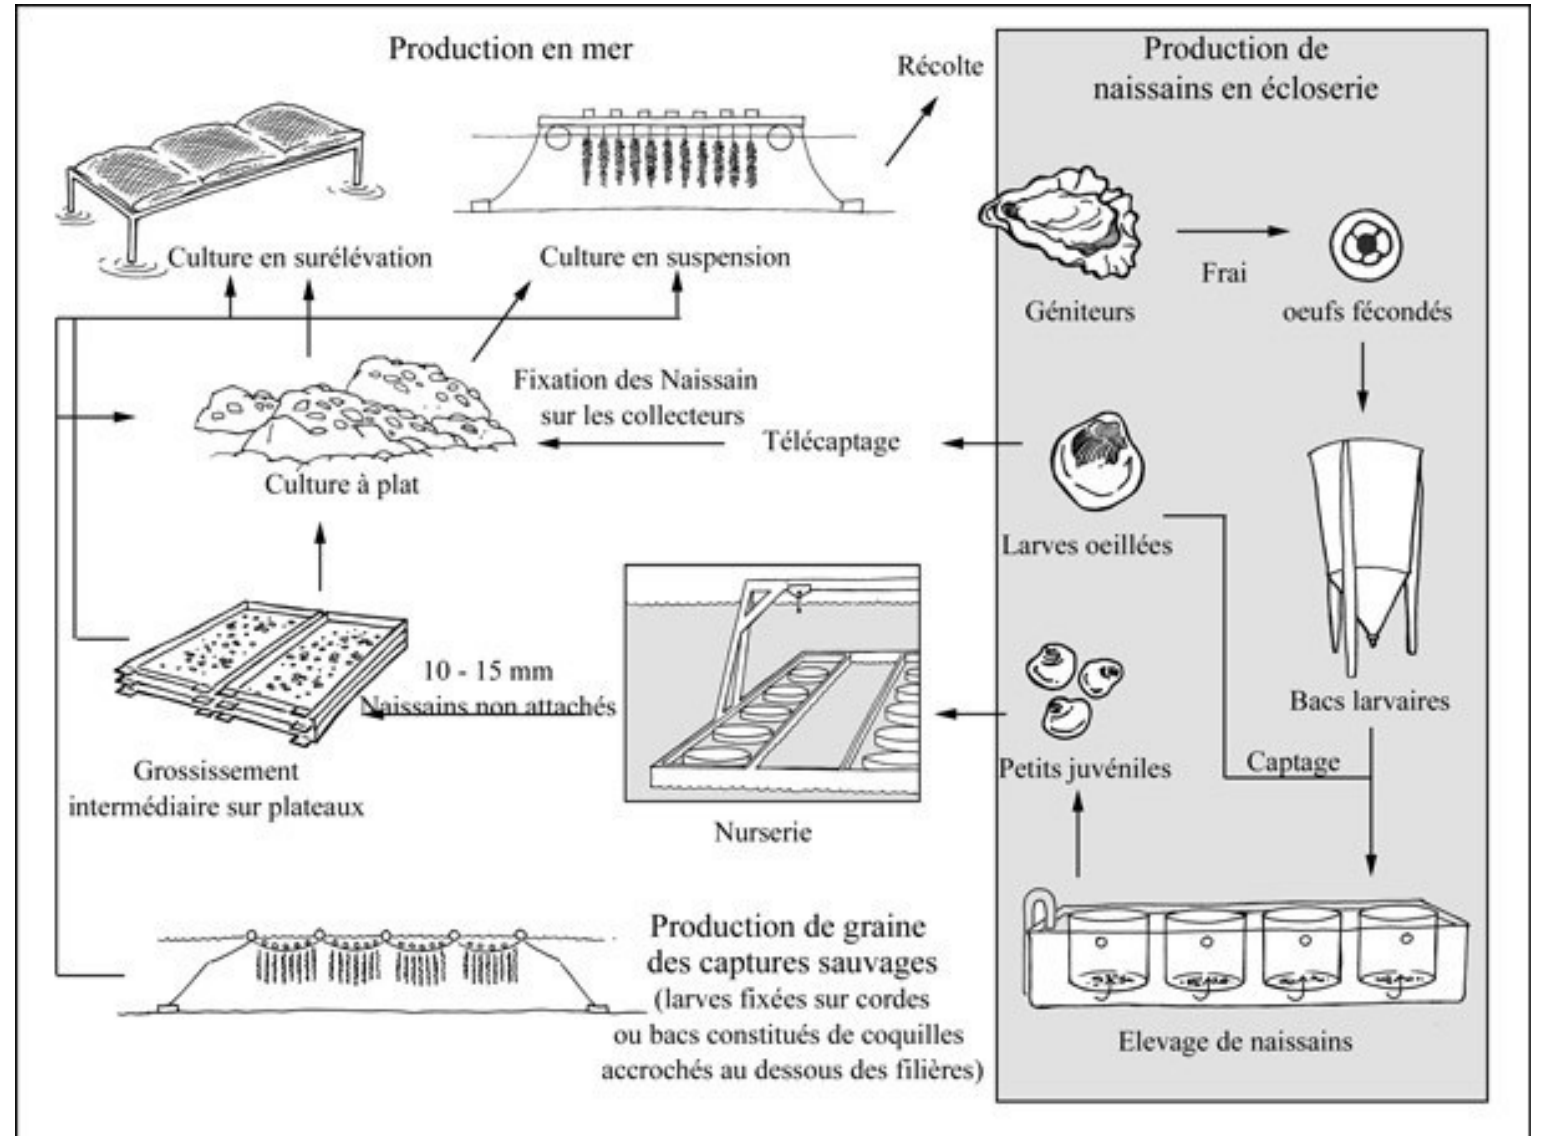 Production en mer
Récolte
Culture en surélévation
Culture en suspension
Fixation des Naissain
sur les collecteurs
Télécaptage
Culture à plat
10 - 15 mm
Naissains non attachés
Grossissement
intermédiaire sur plateaux
Nurserie
Production de graine
des captures sauvages
(larves fixées sur cordes
ou bacs constitués de coquilles
accrochés au dessous des filières)
Production de
naissains en écloserie
Géniteurs
Frai
oeufs fécondés
Larves oeillées
Bacs larvaires
Petits juvéniles
Captage
Elevage de naissains